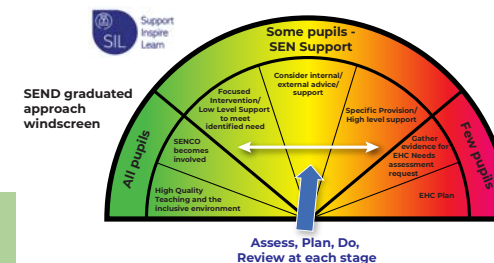 SIL
Support
Inspire
Learn
SEND graduated
approach
windscreen
All pupils
Some pupils -
SEN Support
Few pupils
High Quality
Teaching and the
inclusive environment
SENCO
becomes
involved
Focused
Intervention/
Low Level Support
to meet
identified need
Consider internal/
external advice/
support
Specific Provision/
High level support
Gather
evidence for
EHC Needs
assessment
request
EHC Plan
Assess, Plan, Do,
Review at each stage